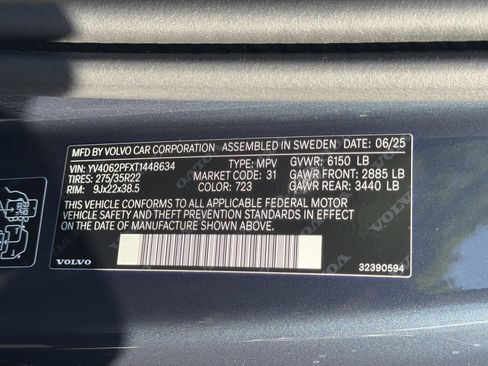 MFD BY VOLVO CAR CORPORATION ASSEMBLED IN SWEDEN 06/25
VIN: YV4062PFXT1448634 TYPE: MPV GVWR: 6150 LB
TIRES: 275/35R22 MARKET CODE: 31 GAWR FRONT: 2885 LB
RIM: 9Jx22x38.5 COLOR: 723 GAWR REAR: 3440 LB
THIS VEHICLE CONFORMS TO ALL APPLICABLE FEDERAL MOTOR
VEHICLE SAFETY, BUMPER, AND THEFT PREVENTION STANDARDS IN EFFECT
ON THE DATE OF MANUFACTURE SHOWN ABOVE.
VOLVO 32390594